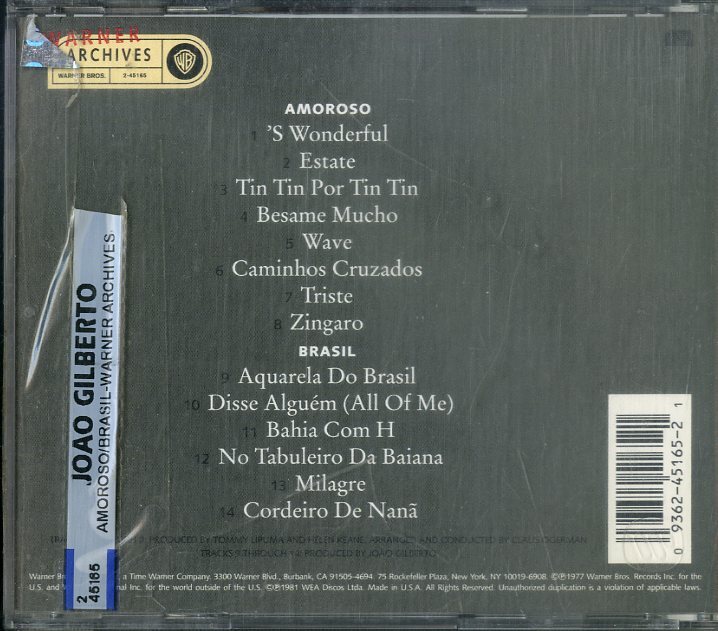 WARNER
ARCHIVES
WARNER BROS. 2-45165
WB
AMOROSO
1 'S Wonderful
2 Estate
3 Tin Tin Por Tin Tin
4 Besame Mucho
5 Wave
6 Caminhos Cruzados
7 Triste
8 Zingaro
BRASIL
9 Aquarela Do Brasil
10 Disse Alguém (All Of Me)
11 Bahia Com H
12 No Tabuleiro Da Baiana
13 Milagre
14 Cordeiro De Nanã
PRODUCED BY TOMMY LIPUMA AND HELEN KEANE. ARRANGED AND CONDUCTED BY CLAUS OGERMAN
TRACKS 9 THROUGH 14: PRODUCED BY JOÃO GILBERTO
Warner , a Time Warner Company, 3300 Warner Blvd., Burbank, CA 91505-4694 75 Rockefeller Plaza, New York, NY 10019-6908. ©℗1977 Warner Bros. Records Inc. for the
U.S. and Inc. for the world outside of the U.S. ©℗1981 WEA Discos Ltda. Made in U.S.A. All Rights Reserved. Unauthorized duplication is a violation of applicable laws.
JOAO GILBERTO
AMOROSO/BRASIL-WARNER ARCHIVES
2
45165
0 9362-45165-2 1